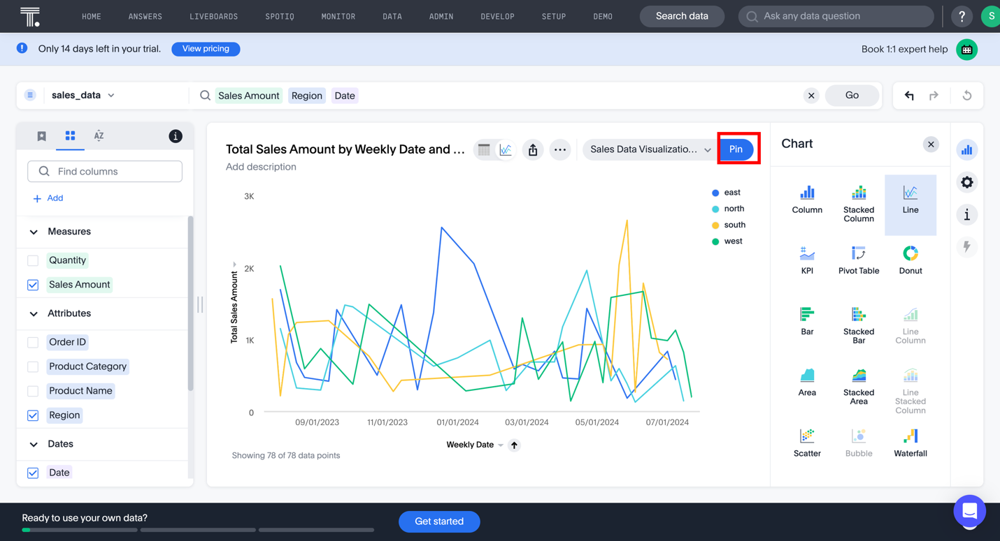 T.
HOME
ANSWERS
LIVEBOARDS
SPOTIQ
MONITOR
DATA
ADMIN
DEVELOP
SETUP
DEMO
Search data
Ask any data question
?
S
Only 14 days left in your trial.
View pricing
Book 1:1 expert help
sales_data
Sales Amount
Region
Date
Go
AZ
i
Find columns
Add
Measures
Quantity
Sales Amount
Attributes
Order ID
Product Category
Product Name
Region
Dates
Date
Total Sales Amount by Weekly Date and ...
Add description
Sales Data Visualizatio...
Pin
east
north
south
west
3K
2K
1K
0
Total Sales Amount
09/01/2023
11/01/2023
01/01/2024
03/01/2024
05/01/2024
07/01/2024
Weekly Date
Showing 78 of 78 data points
Chart
Column
Stacked
Column
Line
KPI
Pivot Table
Donut
Bar
Stacked
Bar
Line
Column
Area
Stacked
Area
Line
Stacked
Column
Scatter
Bubble
Waterfall
Ready to use your own data?
Get started